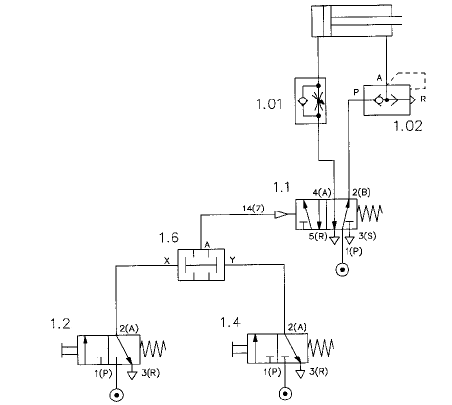 A
1.01
P
R
1.02
1.1
4(A) 2(B)
14(7)
1.6
A
5(R) 3(S)
1(P)
X
Y
1.2
2(A)
1.4
2(A)
1(P)
3(R)
1(P)
3(R)